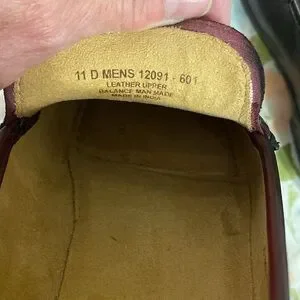 11 D MENS 12091 - 601
LEATHER UPPER
BALANCE MAN MADE
MADE IN INDIA